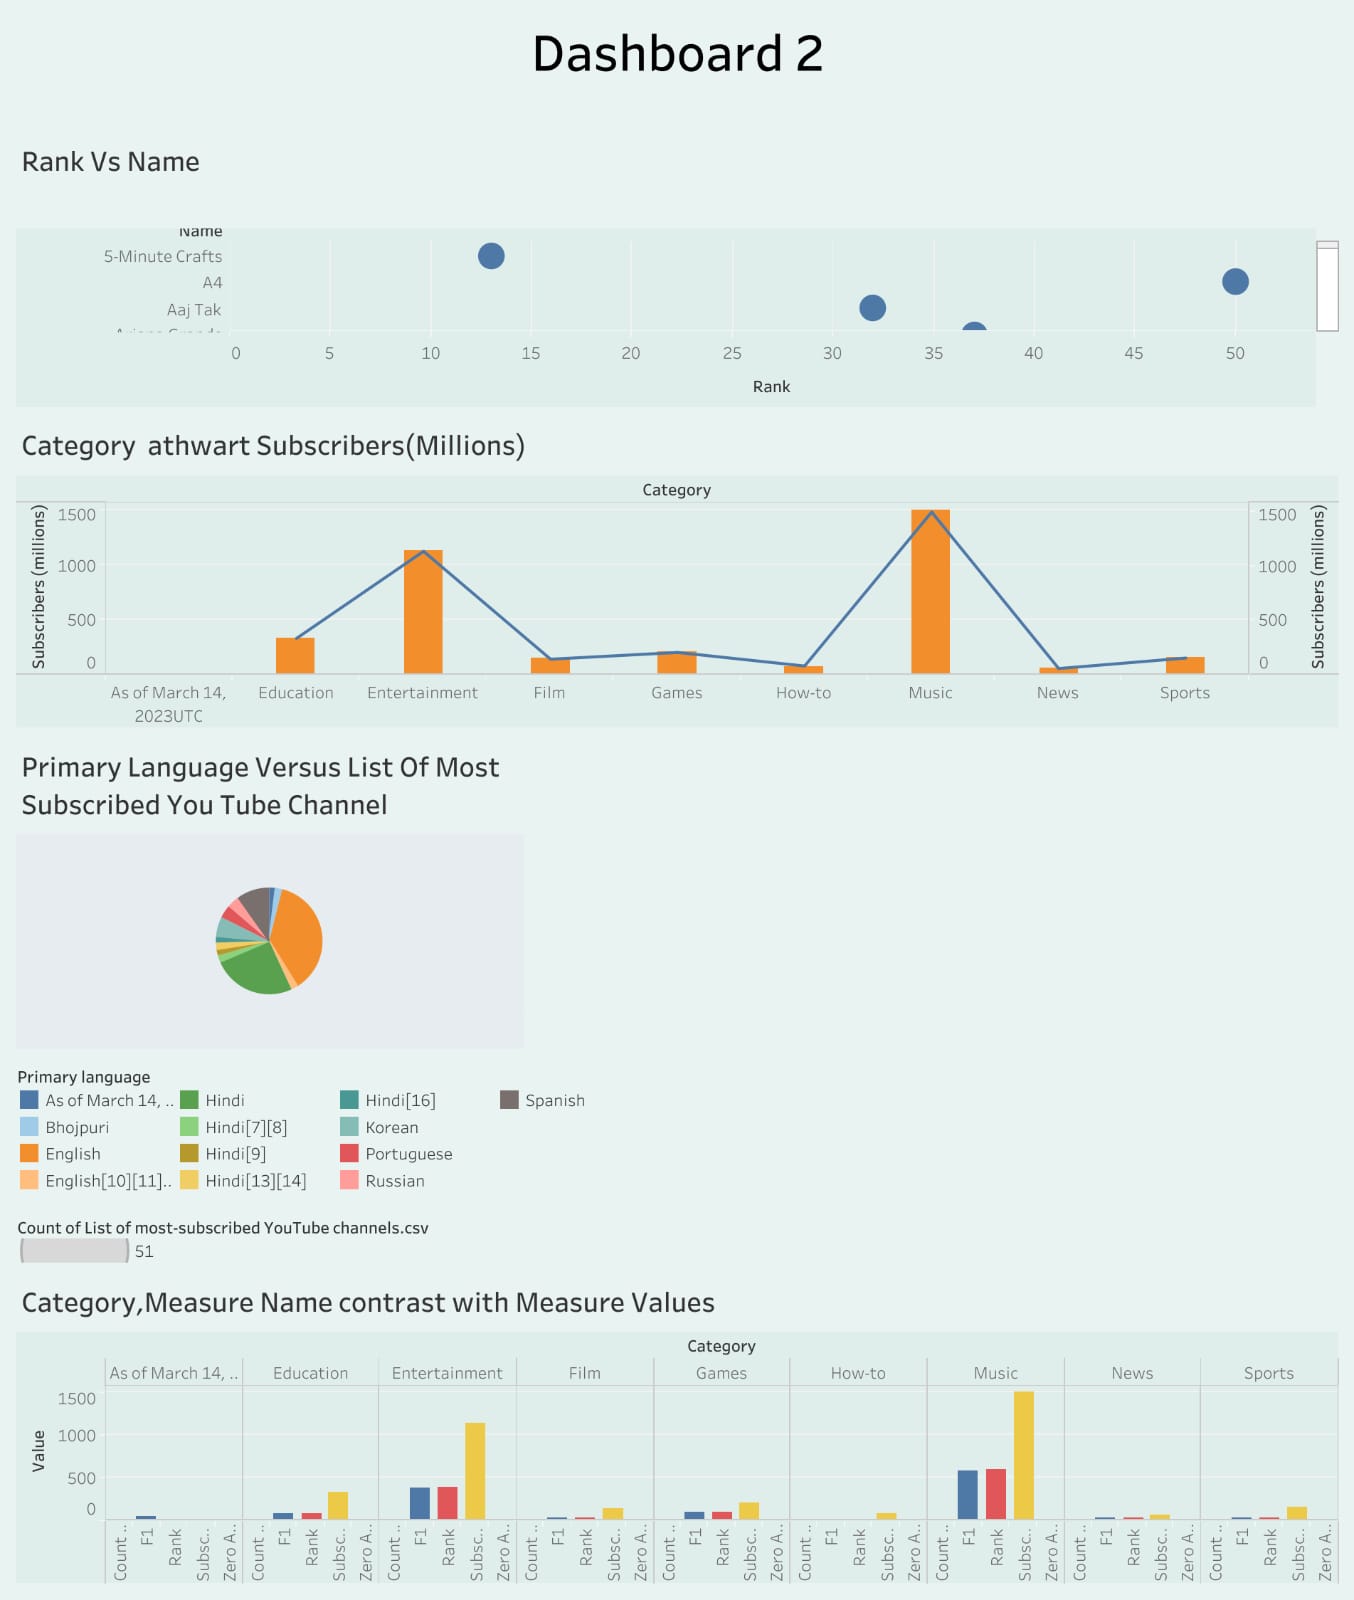 Dashboard 2
Rank Vs Name
Name
5-Minute Crafts
A4
Aaj Tak
Ariana Grande
0 5 10 15 20 25 30 35 40 45 50
Rank
Category athwart Subscribers(Millions)
Category
Subscribers (millions)
1500
1000
500
0
1500
1000
500
0
Subscribers (millions)
As of March 14,
2023UTC
Education Entertainment Film Games How-to Music News Sports
Primary Language Versus List Of Most
Subscribed You Tube Channel
Primary language
As of March 14, .. Hindi Hindi[16] Spanish
Bhojpuri Hindi[7][8] Korean
English Hindi[9] Portuguese
English[10][11].. Hindi[13][14] Russian
Count of List of most-subscribed YouTube channels.csv
51
Category,Measure Name contrast with Measure Values
Category
As of March 14, .. Education Entertainment Film Games How-to Music News Sports
Value
1500
1000
500
0
Count .. F1 Rank Subsc.. Zero A.. Count .. F1 Rank Subsc.. Zero A.. Count .. F1 Rank Subsc.. Zero A.. Count .. F1 Rank Subsc.. Zero A.. Count .. F1 Rank Subsc.. Zero A.. Count .. F1 Rank Subsc.. Zero A.. Count .. F1 Rank Subsc.. Zero A.. Count .. F1 Rank Subsc.. Zero A.. Count .. F1 Rank Subsc.. Zero A..